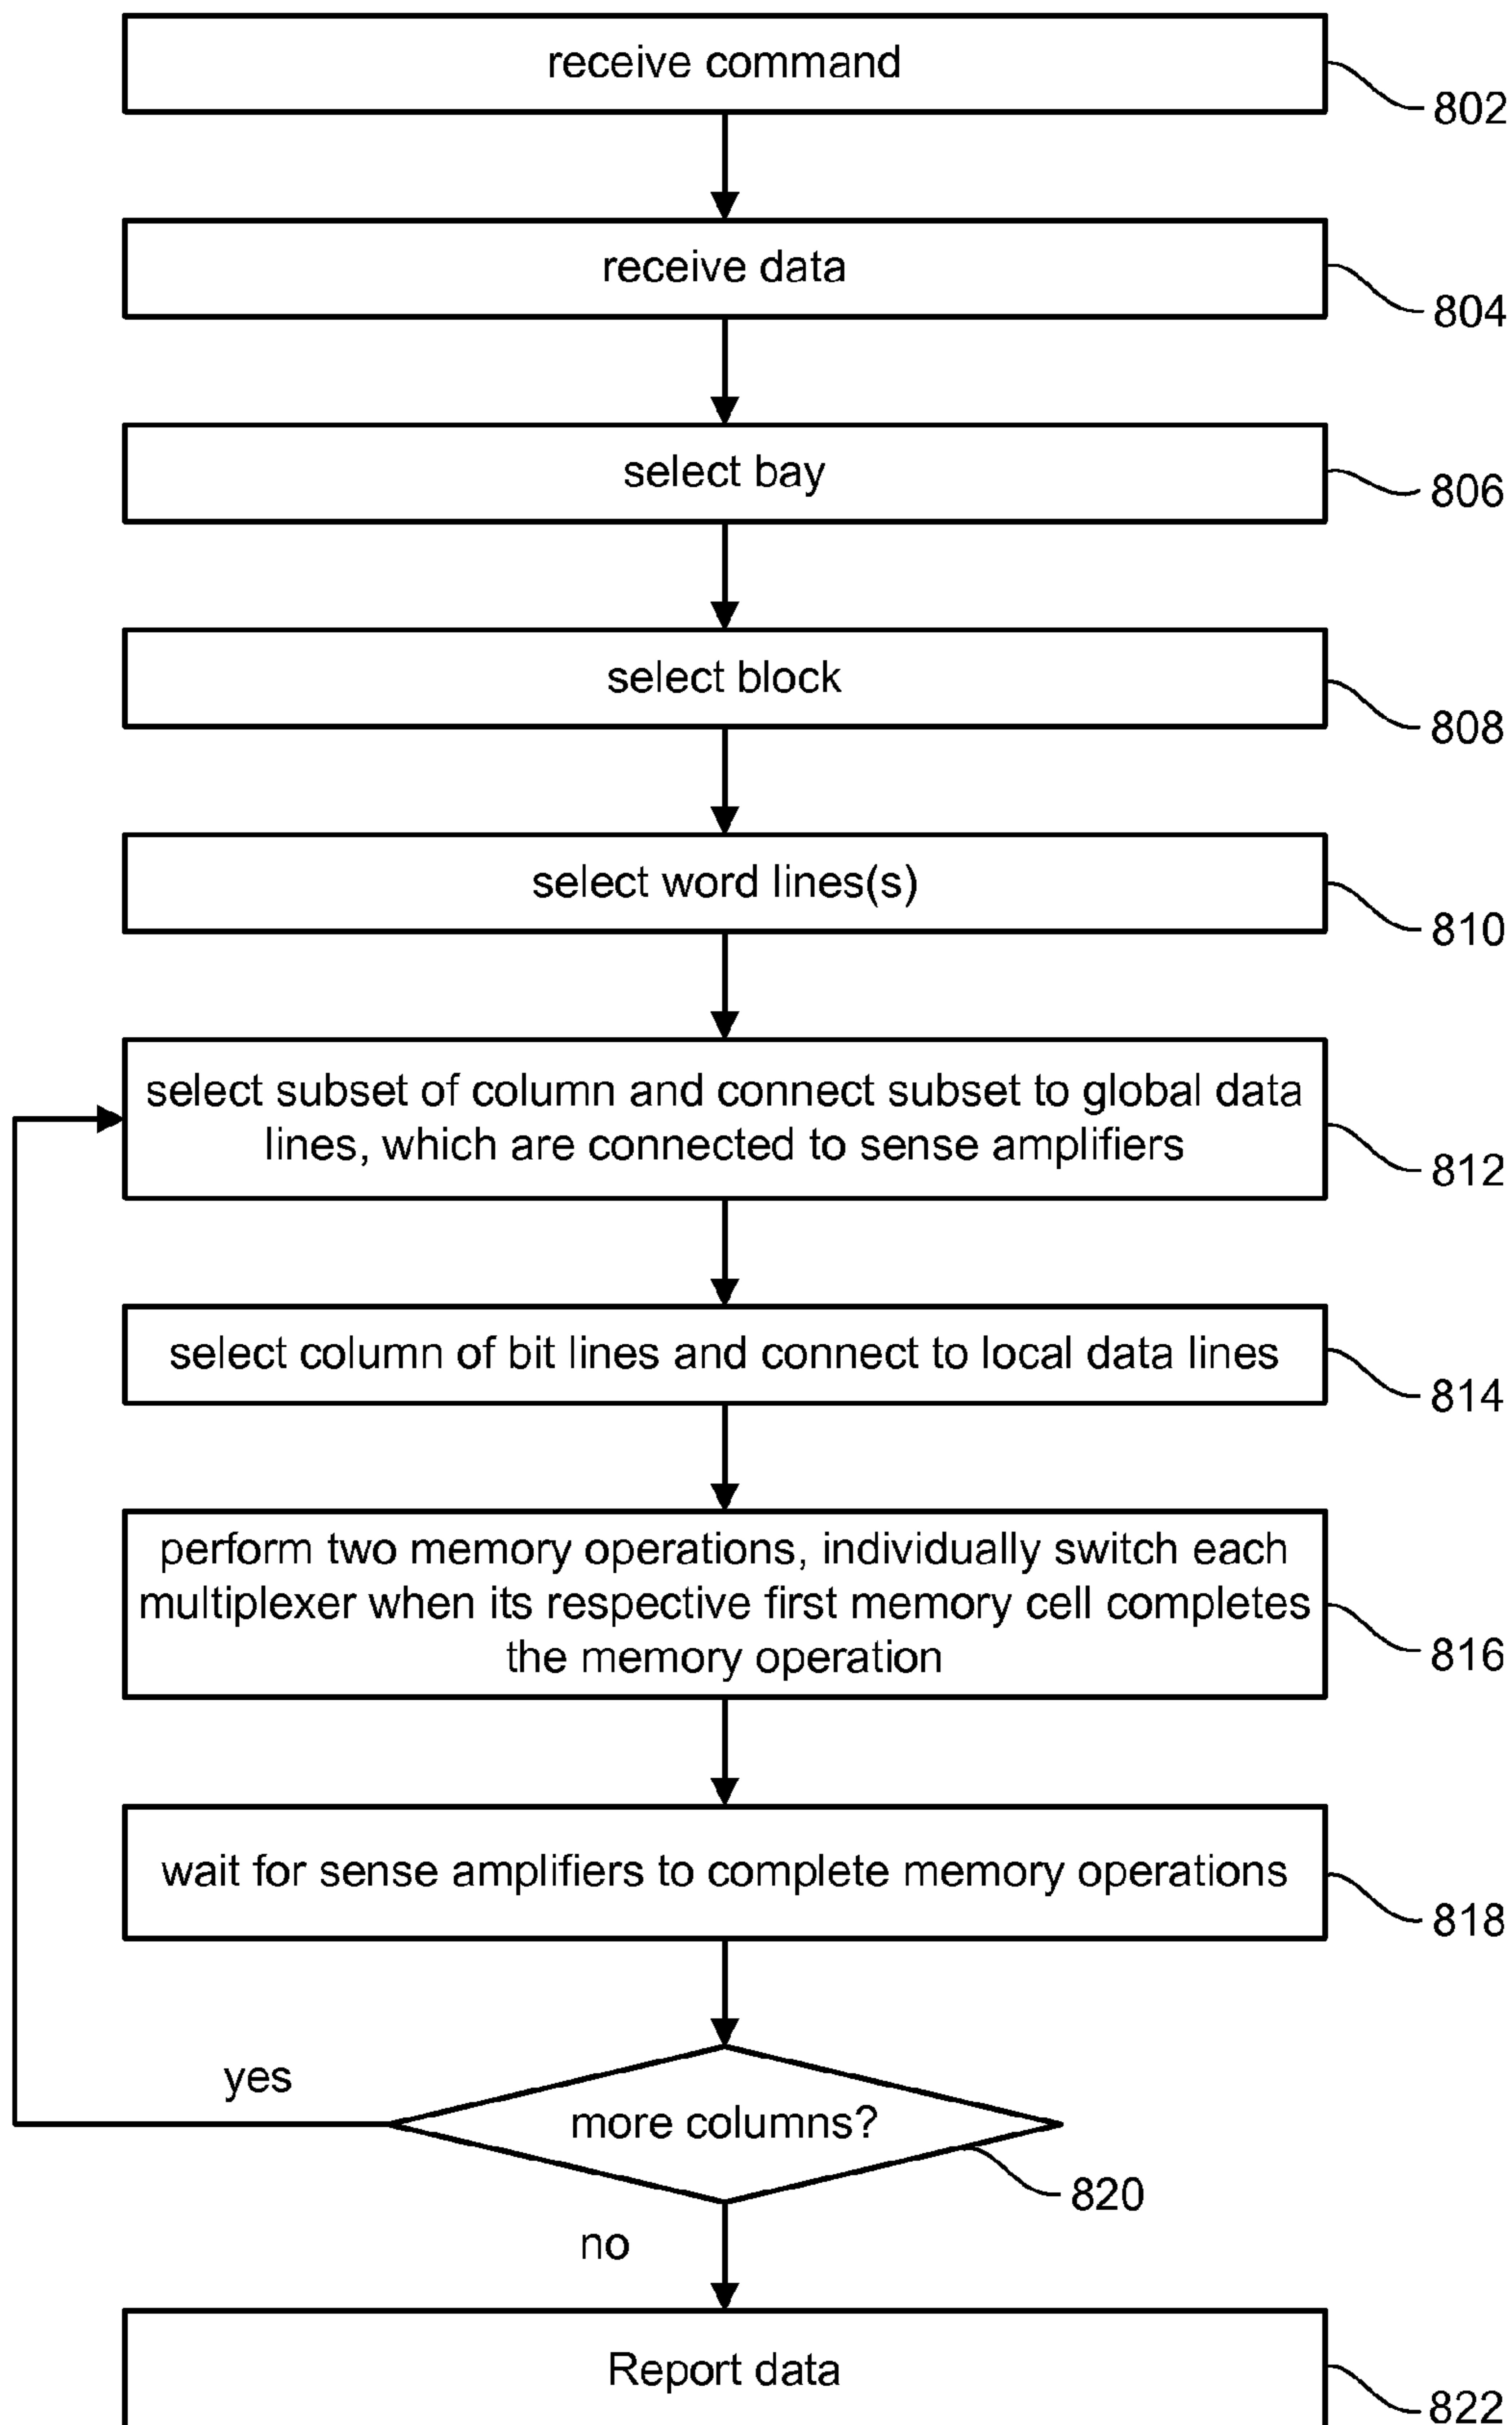 receive command
802
receive data
804
select bay
806
select block
808
select word lines(s)
810
select subset of column and connect subset to global data
lines, which are connected to sense amplifiers
812
select column of bit lines and connect to local data lines
814
perform two memory operations, individually switch each
multiplexer when its respective first memory cell completes
the memory operation
816
wait for sense amplifiers to complete memory operations
818
yes
more columns?
820
no
Report data
822